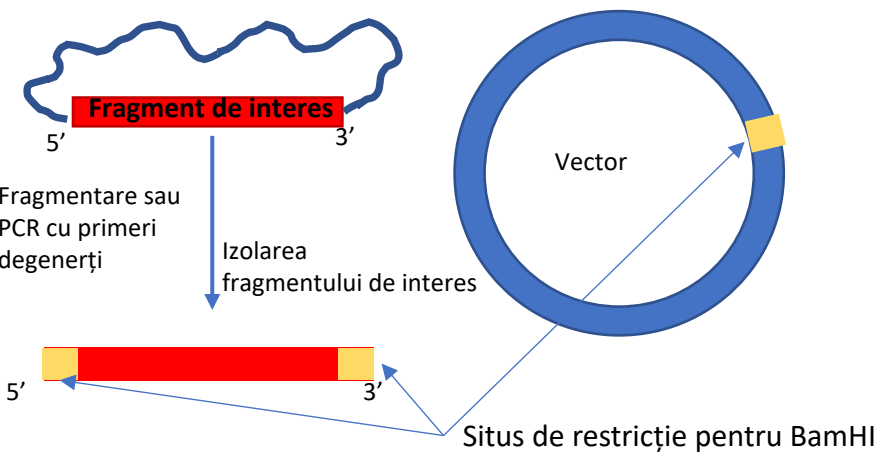 Fragment de interes
5’
3’
Vector
Fragmentare sau
PCR cu primeri
degenerți
Izolarea
fragmentului de interes
5’
3’
Situs de restricție pentru BamHI